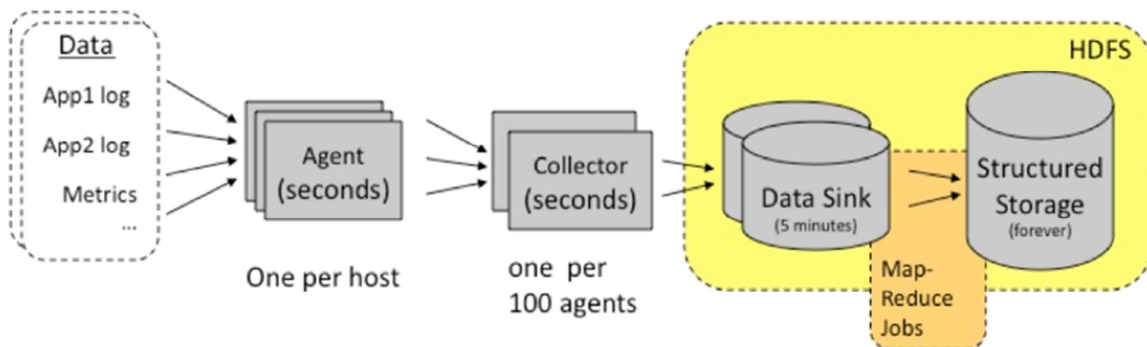 Data
App1 log
App2 log
Metrics
...
Agent
(seconds)
One per host
Collector
(seconds)
one per
100 agents
HDFS
Data Sink
(5 minutes)
Map-
Reduce
Jobs
Structured
Storage
(forever)